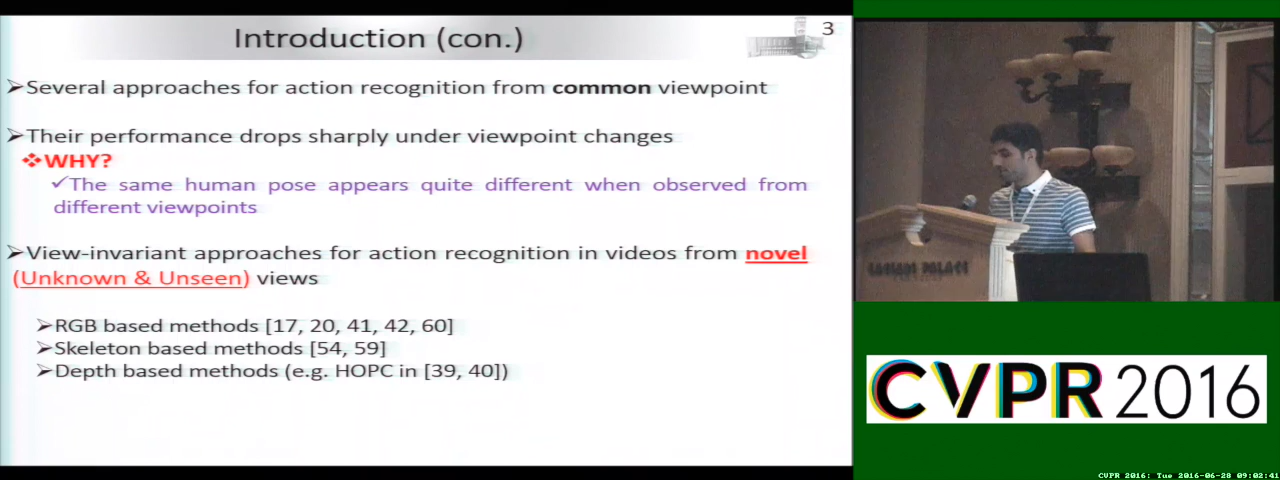 Introduction (con.)
3
➢Several approaches for action recognition from common viewpoint
➢Their performance drops sharply under viewpoint changes
❖WHY?
✓The same human pose appears quite different when observed from
different viewpoints
➢View-invariant approaches for action recognition in videos from novel
(Unknown & Unseen) views
➢RGB based methods [17, 20, 41, 42, 60]
➢Skeleton based methods [54, 59]
➢Depth based methods (e.g. HOPC in [39, 40])
CAESARS PALACE
CVPR 2016
CVPR 2016: Tue 2016-06-28 09:02:41